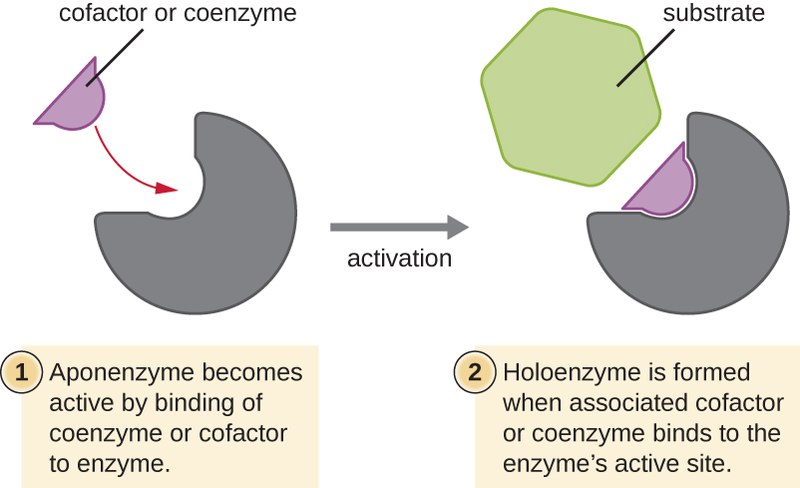 cofactor or coenzyme
substrate
activation
1
Aponenzyme becomes
active by binding of
coenzyme or cofactor
to enzyme.
2
Holoenzyme is formed
when associated cofactor
or coenzyme binds to the
enzyme’s active site.